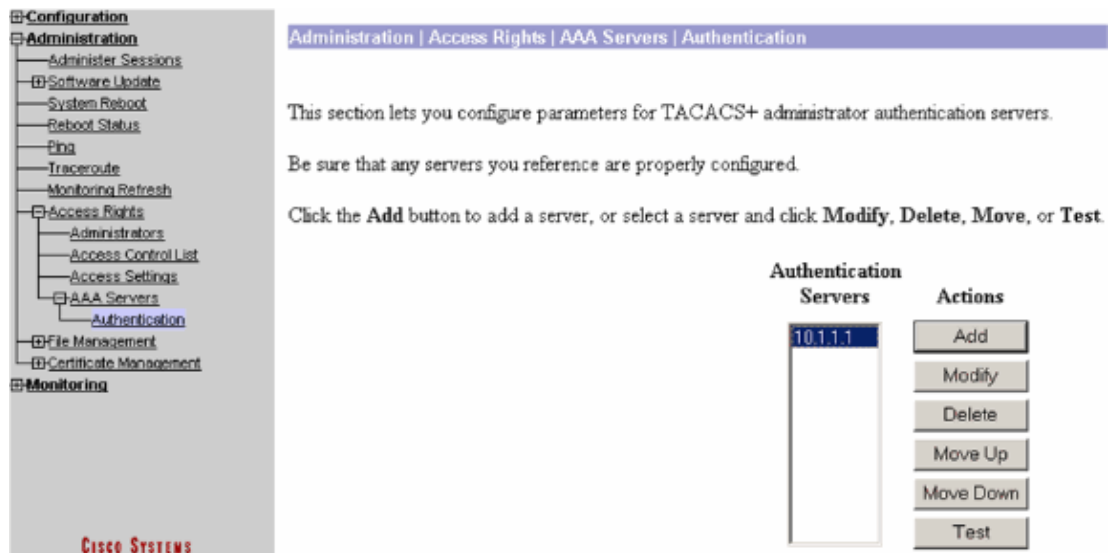 Configuration
Administration
Administer Sessions
Software Update
System Reboot
Reboot Status
Ping
Traceroute
Monitoring Refresh
Access Rights
Administrators
Access Control List
Access Settings
AAA Servers
Authentication
File Management
Certificate Management
Monitoring
CISCO SYSTEMS
Administration | Access Rights | AAA Servers | Authentication
This section lets you configure parameters for TACACS+ administrator authentication servers.
Be sure that any servers you reference are properly configured.
Click the Add button to add a server, or select a server and click Modify, Delete, Move, or Test.
Authentication
Servers
Actions
10.1.1.1
Add
Modify
Delete
Move Up
Move Down
Test